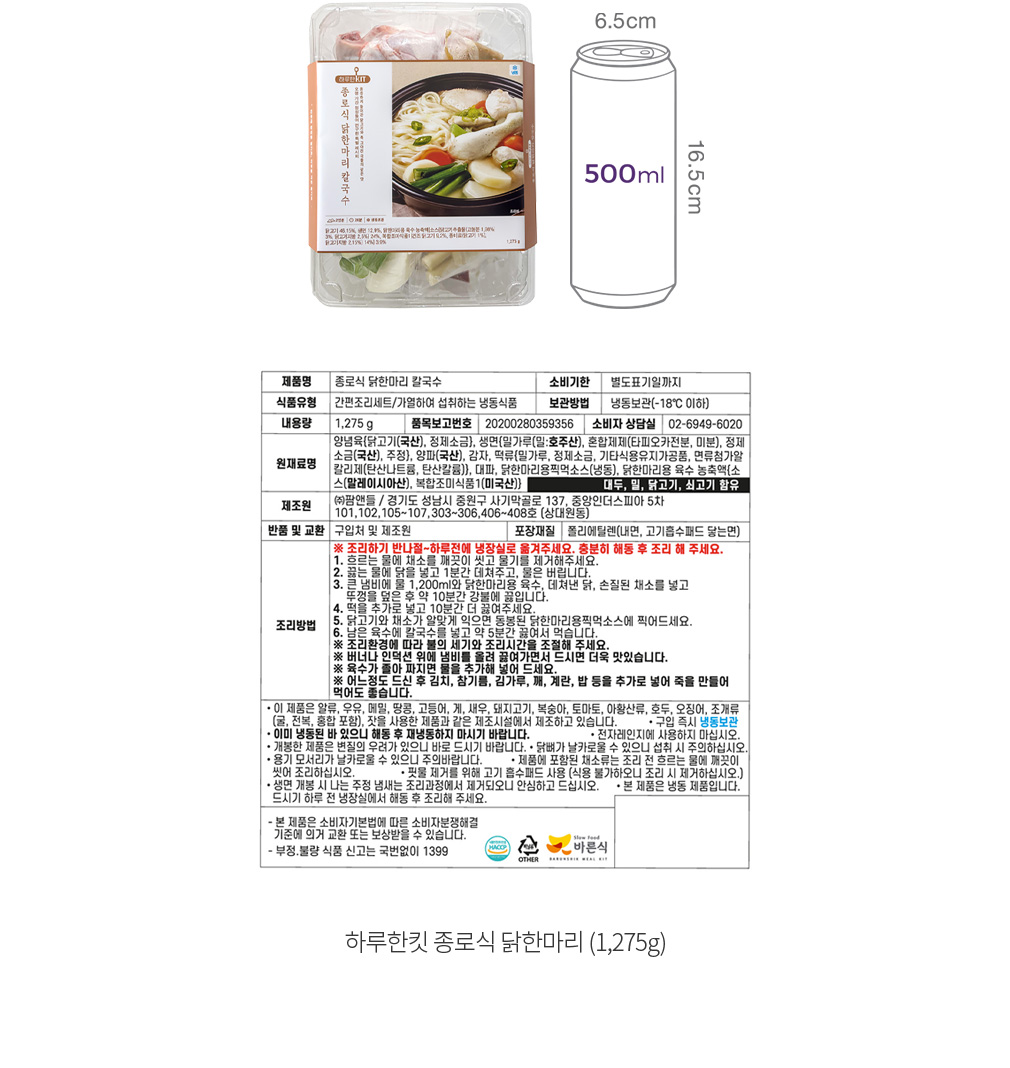 6.5cm
16.5cm
500ml
하루한KIT
종로식 닭한마리 칼국수
1,275 g
제품명 종로식 닭한마리 칼국수 소비기한 별도표기일까지
식품유형 간편조리세트/가열하여 섭취하는 냉동식품 보관방법 냉동보관(-18℃ 이하)
내용량 1,275 g 품목보고번호 20200280359356 소비자 상담실 02-6949-6020
원재료명 양념육{닭고기(국산), 정제소금}, 생면{밀가루(밀:호주산), 혼합제제(타피오카전분, 미분), 정제
소금(국산), 주정}, 양파(국산), 감자, 떡류{밀가루, 정제소금, 기타식용유지가공품, 면류첨가알
칼리제(탄산나트륨, 탄산칼륨)}, 대파, 닭한마리용찍먹소스(냉동), 닭한마리용 육수 농축액{소
스(말레이시아산), 복합조미식품1(미국산)} 대두, 밀, 닭고기, 쇠고기 함유
제조원 ㈜팜앤들 / 경기도 성남시 중원구 사기막골로 137, 중앙인더스피아 5차
101,102,105~107,303~306,406~408호 (상대원동)
반품 및 교환 구입처 및 제조원 포장재질 폴리에틸렌(내면, 고기흡수패드 닿는면)
조리방법 ※ 조리하기 반나절~하루전에 냉장실로 옮겨주세요. 충분히 해동 후 조리 해 주세요.
1. 흐르는 물에 채소를 깨끗이 씻고 물기를 제거해주세요.
2. 끓는 물에 닭을 넣고 1분간 데쳐주고, 물은 버립니다.
3. 큰 냄비에 물 1,200ml와 닭한마리용 육수, 데쳐낸 닭, 손질된 채소를 넣고
뚜껑을 덮은 후 약 10분간 강불에 끓입니다.
4. 떡을 추가로 넣고 10분간 더 끓여주세요.
5. 닭고기와 채소가 알맞게 익으면 동봉된 닭한마리용찍먹소스에 찍어드세요.
6. 남은 육수에 칼국수를 넣고 약 5분간 끓여서 먹습니다.
※ 조리환경에 따라 불의 세기와 조리시간을 조절해 주세요.
※ 버너나 인덕션 위에 냄비를 올려 끓여가면서 드시면 더욱 맛있습니다.
※ 육수가 졸아 짜지면 물을 추가해 넣어 드세요.
※ 어느정도 드신 후 김치, 참기름, 김가루, 깨, 계란, 밥 등을 추가로 넣어 죽을 만들어
먹어도 좋습니다.
• 이 제품은 알류, 우유, 메밀, 땅콩, 고등어, 게, 새우, 돼지고기, 복숭아, 토마토, 아황산류, 호두, 오징어, 조개류
(굴, 전복, 홍합 포함), 잣을 사용한 제품과 같은 제조시설에서 제조하고 있습니다. • 구입 즉시 냉동보관
• 이미 냉동된 바 있으니 해동 후 재냉동하지 마시기 바랍니다. • 전자레인지에 사용하지 마십시오.
• 개봉한 제품은 변질의 우려가 있으니 바로 드시기 바랍니다. • 닭뼈가 날카로울 수 있으니 섭취 시 주의하십시오.
• 용기 모서리가 날카로울 수 있으니 주의바랍니다. • 제품에 포함된 채소류는 조리 전 흐르는 물에 깨끗이
씻어 조리하십시오. • 핏물 제거를 위해 고기 흡수패드 사용 (식용 불가하오니 조리 시 제거하십시오.)
• 생면 개봉 시 나는 주정 냄새는 조리과정에서 제거되오니 안심하고 드십시오. • 본 제품은 냉동 제품입니다.
드시기 하루 전 냉장실에서 해동 후 조리해 주세요.
- 본 제품은 소비자기본법에 따른 소비자분쟁해결
기준에 의거 교환 또는 보상받을 수 있습니다.
- 부정.불량 식품 신고는 국번없이 1399
HACCP
OTHER
Slow Food
바른식
BARUNSIK MEAL KIT
하루한킷 종로식 닭한마리 (1,275g)